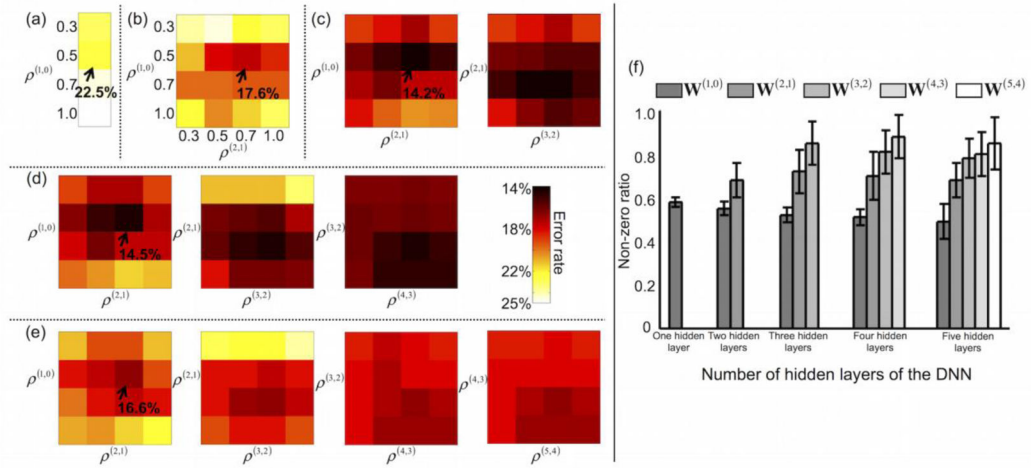 (a)
0.3
0.5
0.7
1.0
ρ(1,0)
22.5%
(b)
0.3
0.5
0.7
1.0
ρ(1,0)
17.6%
0.3 0.5 0.7 1.0
ρ(2,1)
(c)
ρ(1,0)
14.2%
ρ(2,1)
ρ(2,1)
ρ(3,2)
(d)
ρ(1,0)
14.5%
ρ(2,1)
ρ(2,1)
ρ(3,2)
ρ(3,2)
ρ(4,3)
14%
18%
22%
25%
Error rate
(e)
ρ(1,0)
16.6%
ρ(2,1)
ρ(2,1)
ρ(3,2)
ρ(3,2)
ρ(4,3)
ρ(4,3)
ρ(5,4)
(f)
W(1,0) W(2,1) W(3,2) W(4,3) W(5,4)
1.0
0.8
0.6
0.4
0.2
0
Non-zero ratio
One hidden layer
Two hidden layers
Three hidden layers
Four hidden layers
Five hidden layers
Number of hidden layers of the DNN